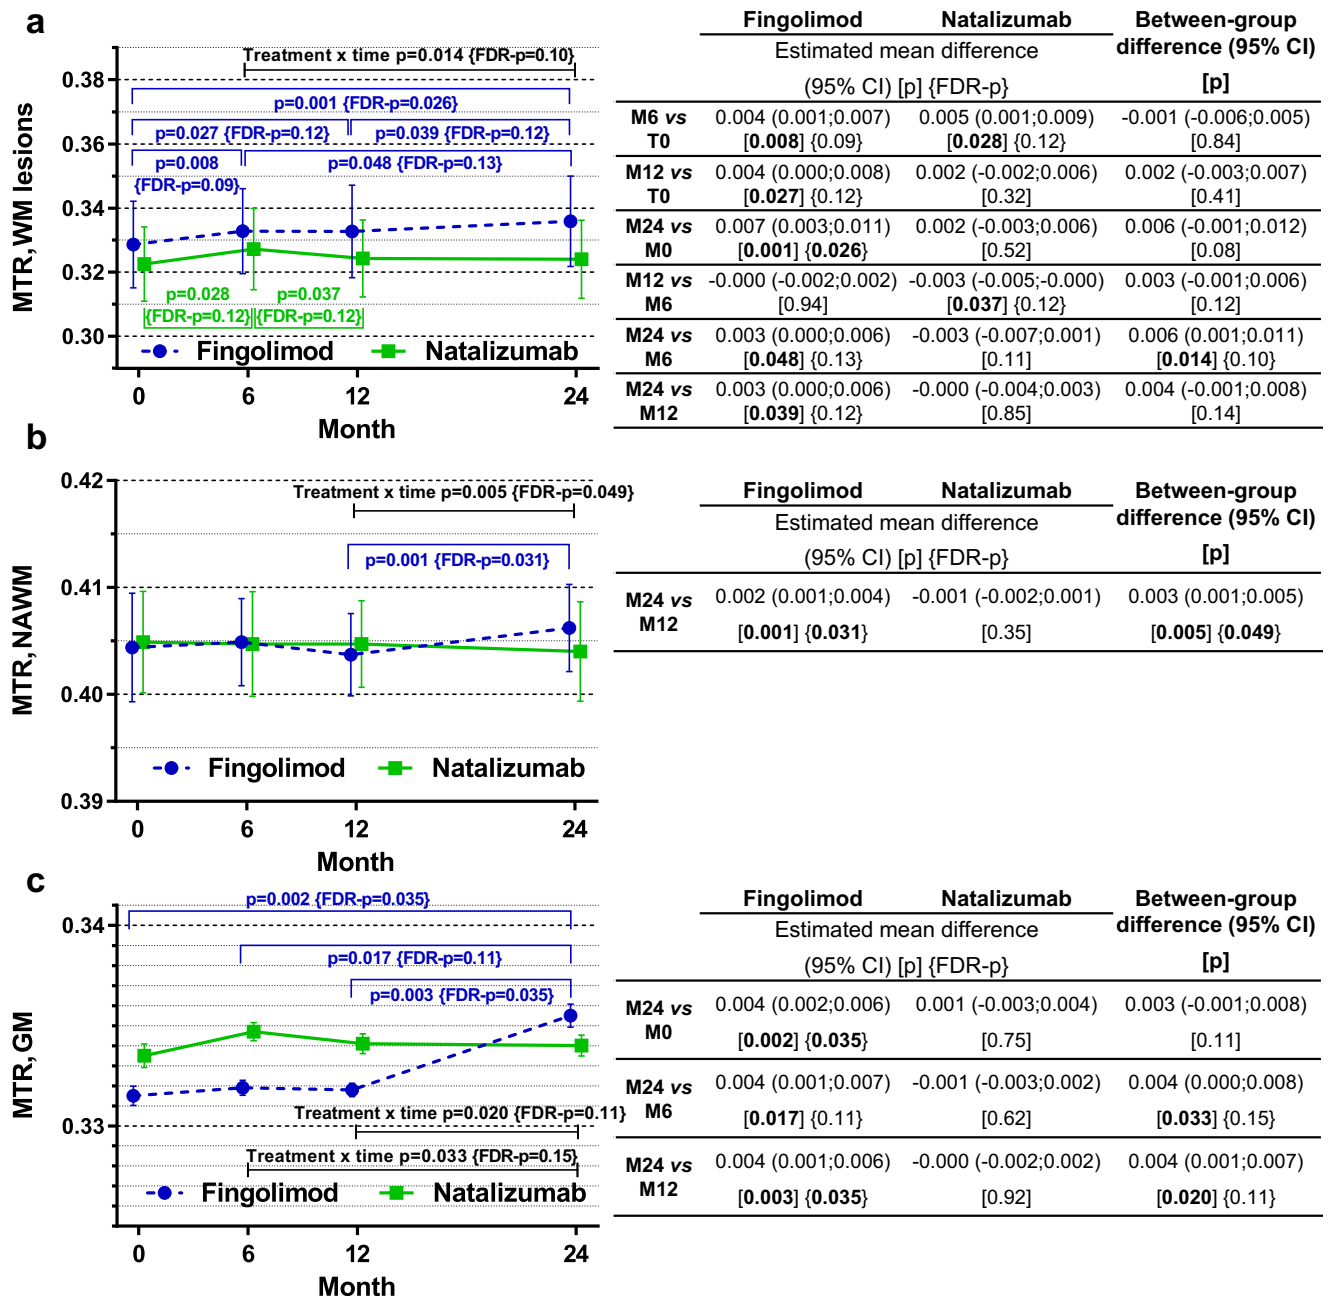 a
Treatment x time p=0.014 {FDR-p=0.10}
p=0.001 {FDR-p=0.026}
p=0.027 {FDR-p=0.12}
p=0.039 {FDR-p=0.12}
p=0.008
{FDR-p=0.09}
p=0.048 {FDR-p=0.13}
p=0.028
{FDR-p=0.12}
p=0.037
{FDR-p=0.12}
0.38
0.36
0.34
0.32
0.30
MTR, WM lesions
Fingolimod
Natalizumab
0 6 12 24
Month
Fingolimod Natalizumab Between-group
difference (95% CI)
Estimated mean difference
(95% CI) [p] {FDR-p} [p]
M6 vs 0.004 (0.001;0.007) 0.005 (0.001;0.009) -0.001 (-0.006;0.005)
T0 [0.008] {0.09} [0.028] {0.12} [0.84]
M12 vs 0.004 (0.000;0.008) 0.002 (-0.002;0.006) 0.002 (-0.003;0.007)
T0 [0.027] {0.12} [0.32] [0.41]
M24 vs 0.007 (0.003;0.011) 0.002 (-0.003;0.006) 0.006 (-0.001;0.012)
M0 [0.001] {0.026} [0.52] [0.08]
M12 vs -0.000 (-0.002;0.002) -0.003 (-0.005;-0.000) 0.003 (-0.001;0.006)
M6 [0.94] [0.037] {0.12} [0.12]
M24 vs 0.003 (0.000;0.006) -0.003 (-0.007;0.001) 0.006 (0.001;0.011)
M6 [0.048] {0.13} [0.11] [0.014] {0.10}
M24 vs 0.003 (0.000;0.006) -0.000 (-0.004;0.003) 0.004 (-0.001;0.008)
M12 [0.039] {0.12} [0.85] [0.14]
b
Treatment x time p=0.005 {FDR-p=0.049}
p=0.001 {FDR-p=0.031}
0.42
0.41
0.40
0.39
MTR, NAWM
Fingolimod
Natalizumab
0 6 12 24
Month
Fingolimod Natalizumab Between-group
difference (95% CI)
Estimated mean difference
(95% CI) [p] {FDR-p} [p]
M24 vs 0.002 (0.001;0.004) -0.001 (-0.002;0.001) 0.003 (0.001;0.005)
M12 [0.001] {0.031} [0.35] [0.005] {0.049}
c
p=0.002 {FDR-p=0.035}
p=0.017 {FDR-p=0.11}
p=0.003 {FDR-p=0.035}
0.34
0.33
MTR, GM
Treatment x time p=0.020 {FDR-p=0.11}
Treatment x time p=0.033 {FDR-p=0.15}
Fingolimod
Natalizumab
0 6 12 24
Month
Fingolimod Natalizumab Between-group
difference (95% CI)
Estimated mean difference
(95% CI) [p] {FDR-p} [p]
M24 vs 0.004 (0.002;0.006) 0.001 (-0.003;0.004) 0.003 (-0.001;0.008)
M0 [0.002] {0.035} [0.75] [0.11]
M24 vs 0.004 (0.001;0.007) -0.001 (-0.003;0.002) 0.004 (0.000;0.008)
M6 [0.017] {0.11} [0.62] [0.033] {0.15}
M24 vs 0.004 (0.001;0.006) -0.000 (-0.002;0.002) 0.004 (0.001;0.007)
M12 [0.003] {0.035} [0.92] [0.020] {0.11}